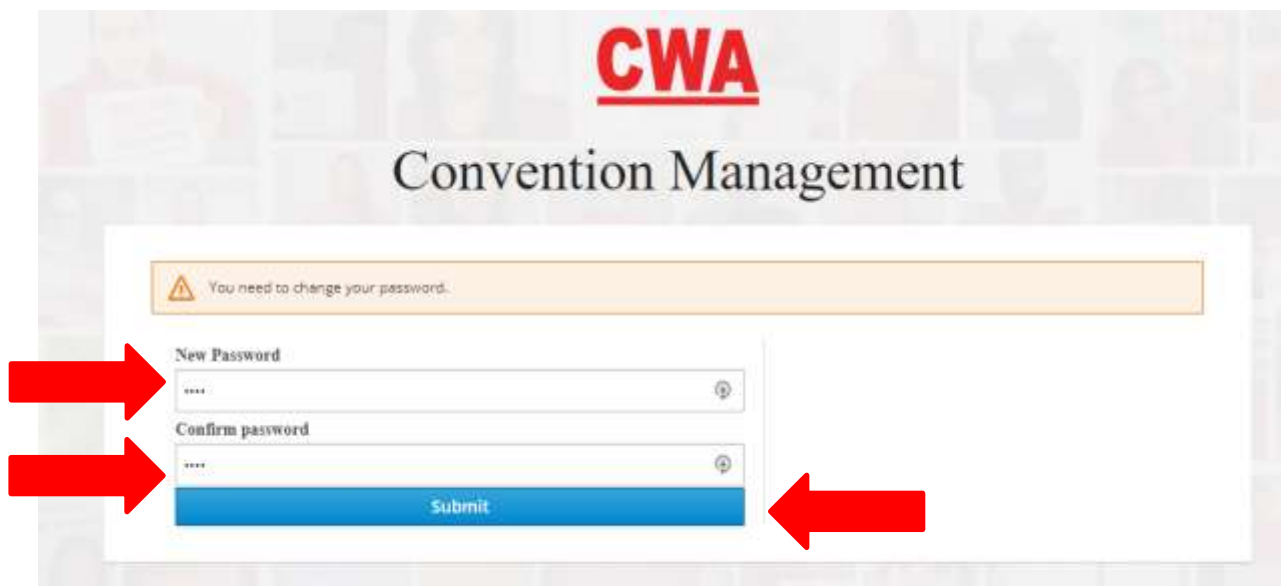 CWA
Convention Management
You need to change your password.
New Password
••••
Confirm password
••••
Submit